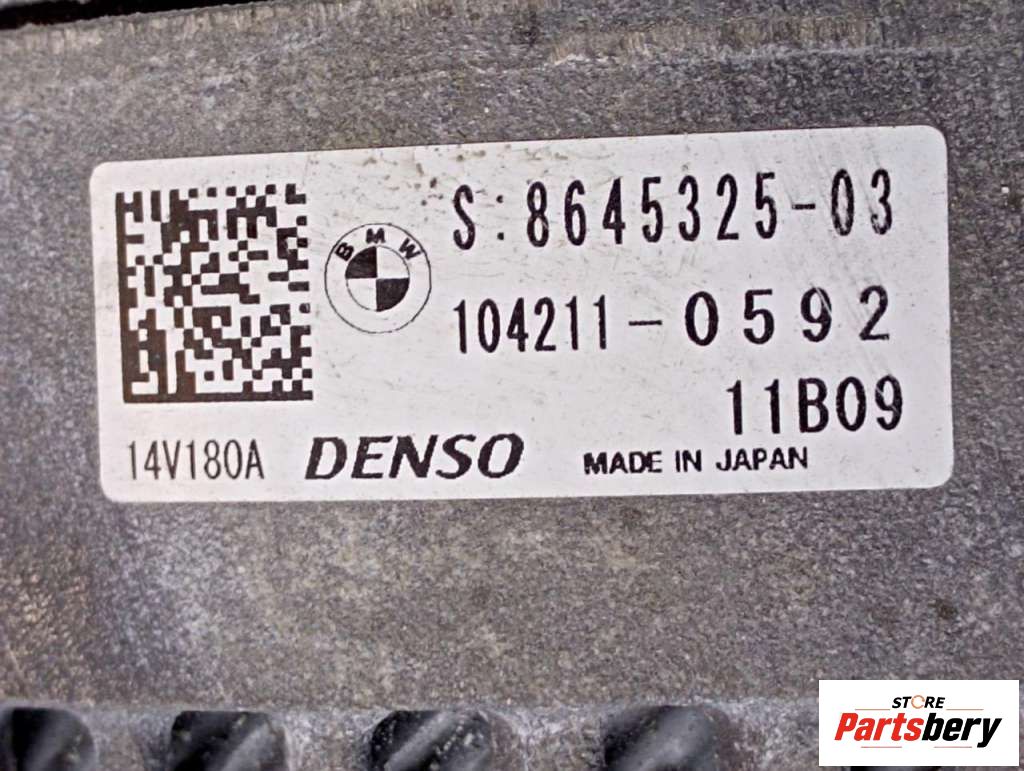 BMW
S:8645325-03
104211-0592
11B09
14V180A DENSO MADE IN JAPAN
STORE
Partsbery